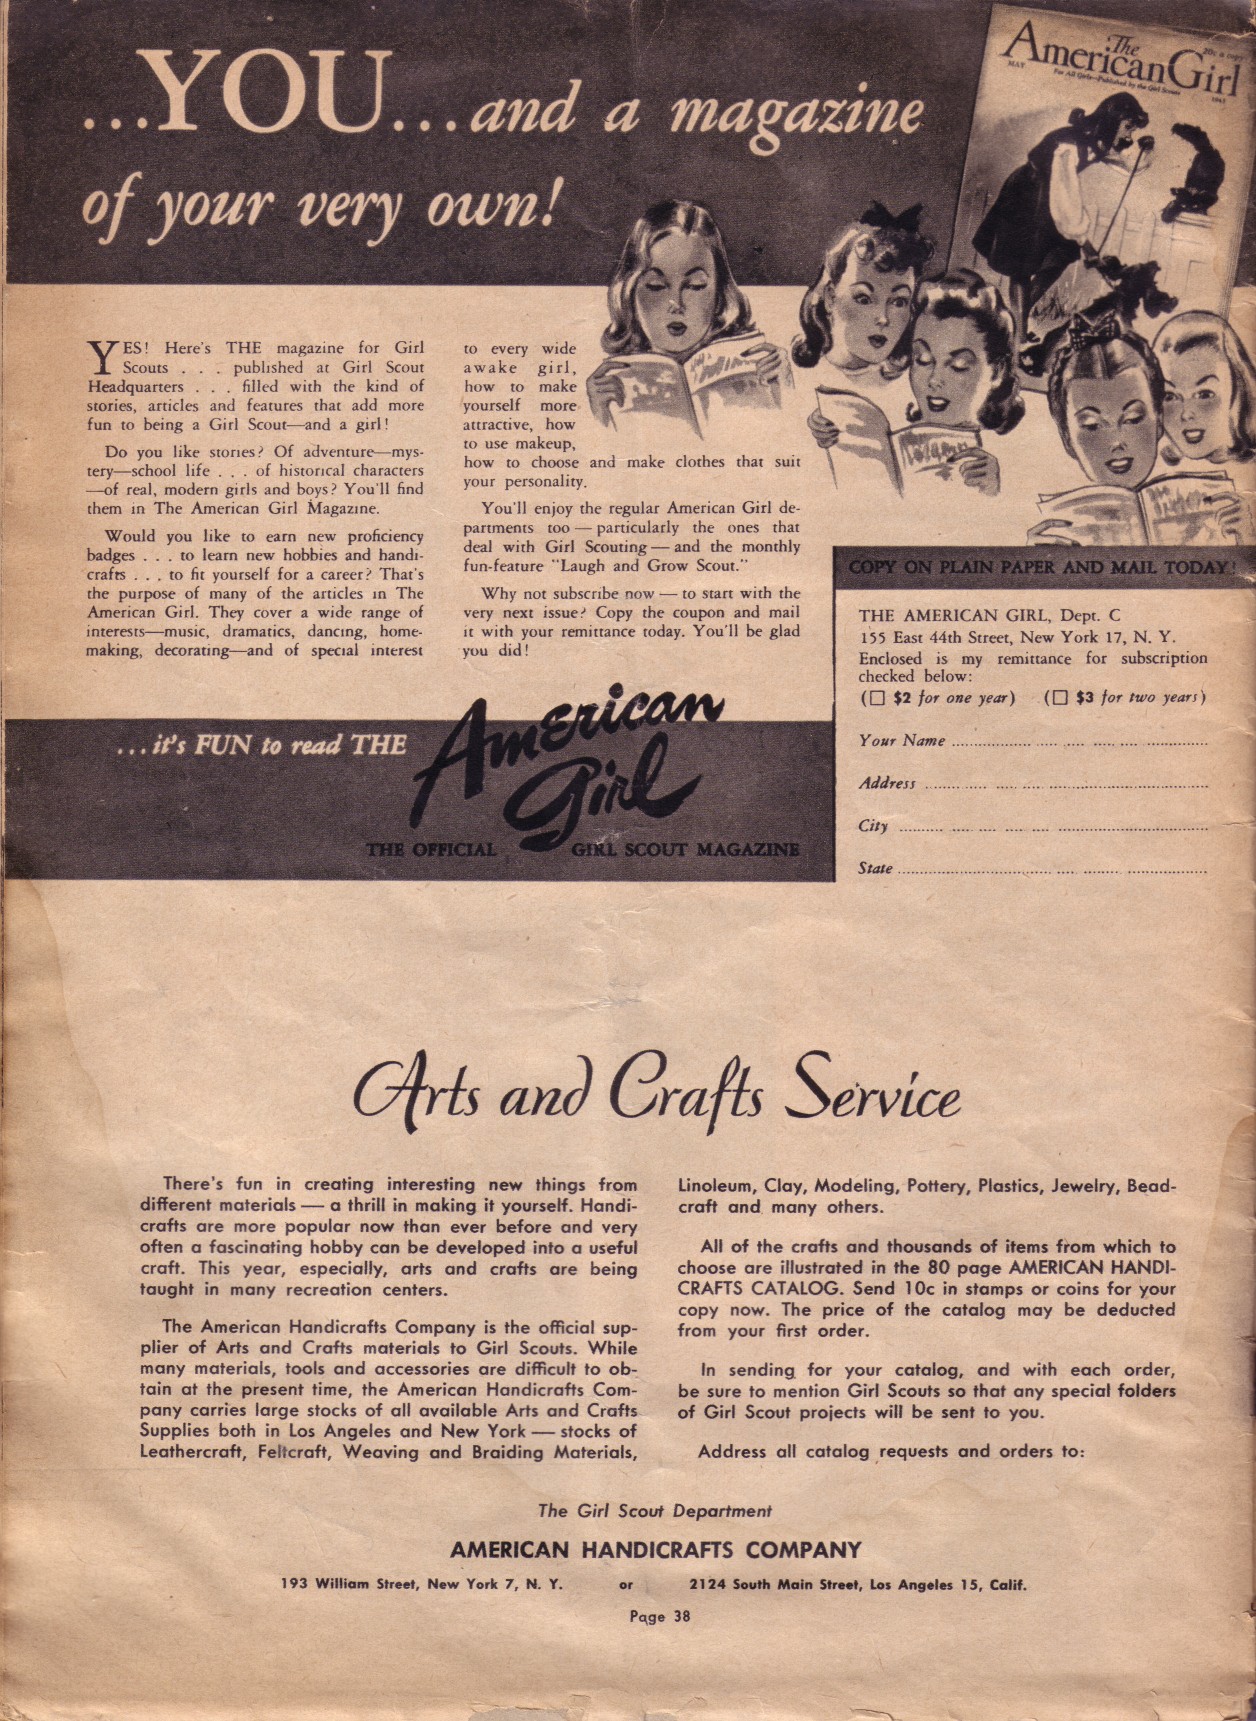 ...YOU...and a magazine
of your very own!
The
American Girl
20c a copy
MAY
For All Girls—Published by the Girl Scouts
YES! Here's THE magazine for Girl
Scouts . . . published at Girl Scout
Headquarters . . . filled with the kind of
stories, articles and features that add more
fun to being a Girl Scout—and a girl!
Do you like stories? Of adventure—mys-
tery—school life . . . of historical characters
—of real, modern girls and boys? You'll find
them in The American Girl Magazine.
Would you like to earn new proficiency
badges . . . to learn new hobbies and handi-
crafts . . . to fit yourself for a career? That's
the purpose of many of the articles in The
American Girl. They cover a wide range of
interests—music, dramatics, dancing, home-
making, decorating—and of special interest
to every wide
awake girl,
how to make
yourself more
attractive, how
to use makeup,
how to choose and make clothes that suit
your personality.
You'll enjoy the regular American Girl de-
partments too — particularly the ones that
deal with Girl Scouting — and the monthly
fun-feature "Laugh and Grow Scout."
Why not subscribe now — to start with the
very next issue? Copy the coupon and mail
it with your remittance today. You'll be glad
you did!
COPY ON PLAIN PAPER AND MAIL TODAY!
THE AMERICAN GIRL, Dept. C
155 East 44th Street, New York 17, N. Y.
Enclosed is my remittance for subscription
checked below:
(☐ $2 for one year) (☐ $3 for two years)
Your Name
Address
City
State
...it's FUN to read THE
American
Girl
THE OFFICIAL GIRL SCOUT MAGAZINE
Arts and Crafts Service
There's fun in creating interesting new things from
different materials — a thrill in making it yourself. Handi-
crafts are more popular now than ever before and very
often a fascinating hobby can be developed into a useful
craft. This year, especially, arts and crafts are being
taught in many recreation centers.
The American Handicrafts Company is the official sup-
plier of Arts and Crafts materials to Girl Scouts. While
many materials, tools and accessories are difficult to ob-
tain at the present time, the American Handicrafts Com-
pany carries large stocks of all available Arts and Crafts
Supplies both in Los Angeles and New York — stocks of
Leathercraft, Feltcraft, Weaving and Braiding Materials,
Linoleum, Clay, Modeling, Pottery, Plastics, Jewelry, Bead-
craft and many others.
All of the crafts and thousands of items from which to
choose are illustrated in the 80 page AMERICAN HANDI-
CRAFTS CATALOG. Send 10c in stamps or coins for your
copy now. The price of the catalog may be deducted
from your first order.
In sending for your catalog, and with each order,
be sure to mention Girl Scouts so that any special folders
of Girl Scout projects will be sent to you.
Address all catalog requests and orders to:
The Girl Scout Department
AMERICAN HANDICRAFTS COMPANY
193 William Street, New York 7, N. Y. or 2124 South Main Street, Los Angeles 15, Calif.
Page 38